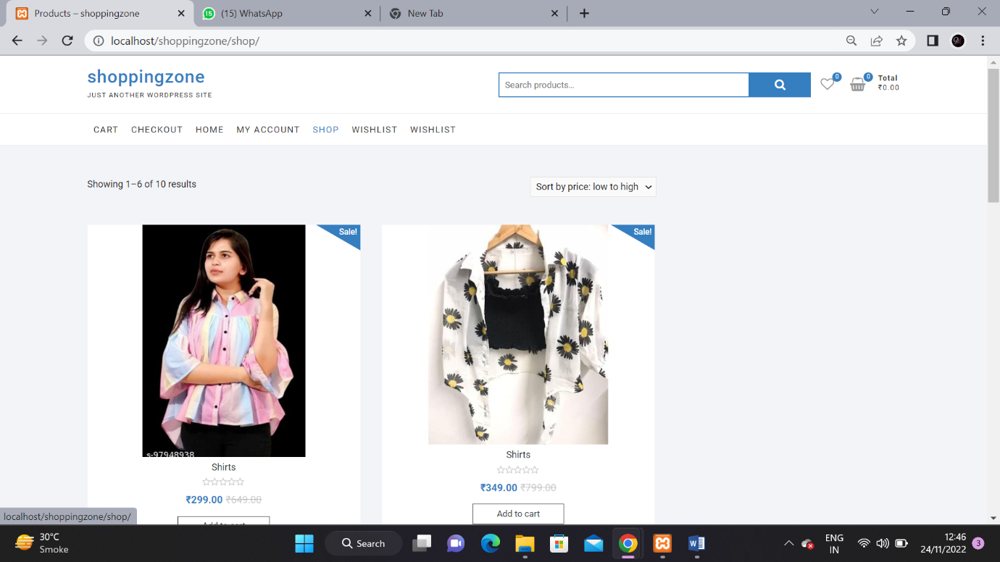 Products – shoppingzone
(15) WhatsApp
New Tab
localhost/shoppingzone/shop/
shoppingzone
JUST ANOTHER WORDPRESS SITE
Search products…
0
0
Total
₹0.00
CART CHECKOUT HOME MY ACCOUNT SHOP WISHLIST WISHLIST
Showing 1–6 of 10 results
Sort by price: low to high
Sale!
Sale!
s-97948938
Shirts
₹299.00 ₹649.00
Add to cart
Shirts
₹349.00 ₹799.00
Add to cart
localhost/shoppingzone/shop/
30°C
Smoke
Search
ENG
IN
12:46
24/11/2022
3